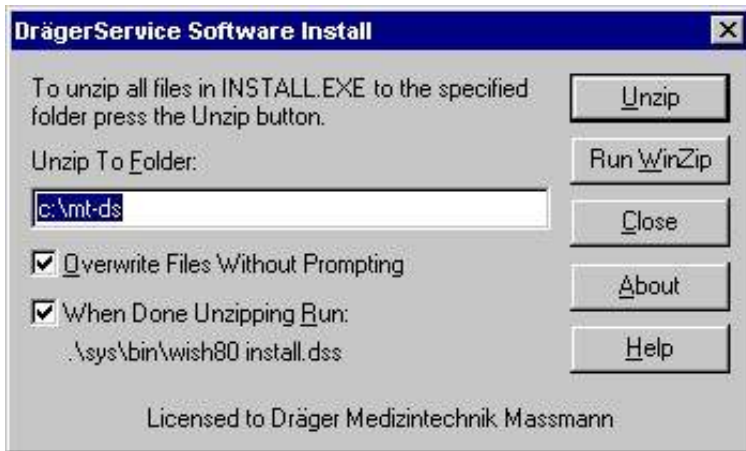 DrägerService Software Install
To unzip all files in INSTALL.EXE to the specified
folder press the Unzip button.
Unzip To Folder:
c:\mt-ds
Overwrite Files Without Prompting
When Done Unzipping Run:
.\sys\bin\wish80 install.dss
Unzip
Run WinZip
Close
About
Help
Licensed to Dräger Medizintechnik Massmann